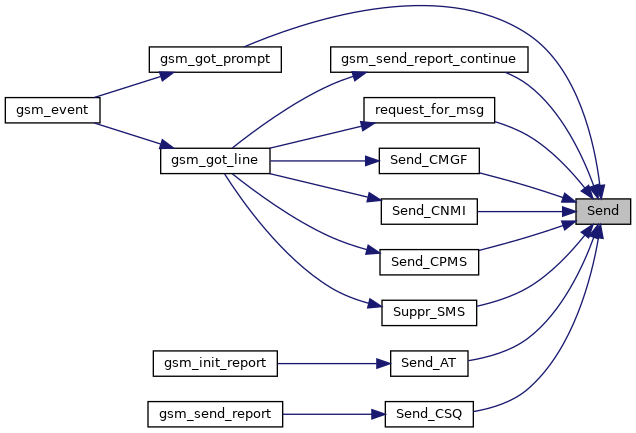 gsm_got_prompt
gsm_send_report_continue
gsm_event
request_for_msg
gsm_got_line
Send_CMGF
Send_CNMI
Send
Send_CPMS
Suppr_SMS
gsm_init_report
Send_AT
gsm_send_report
Send_CSQ